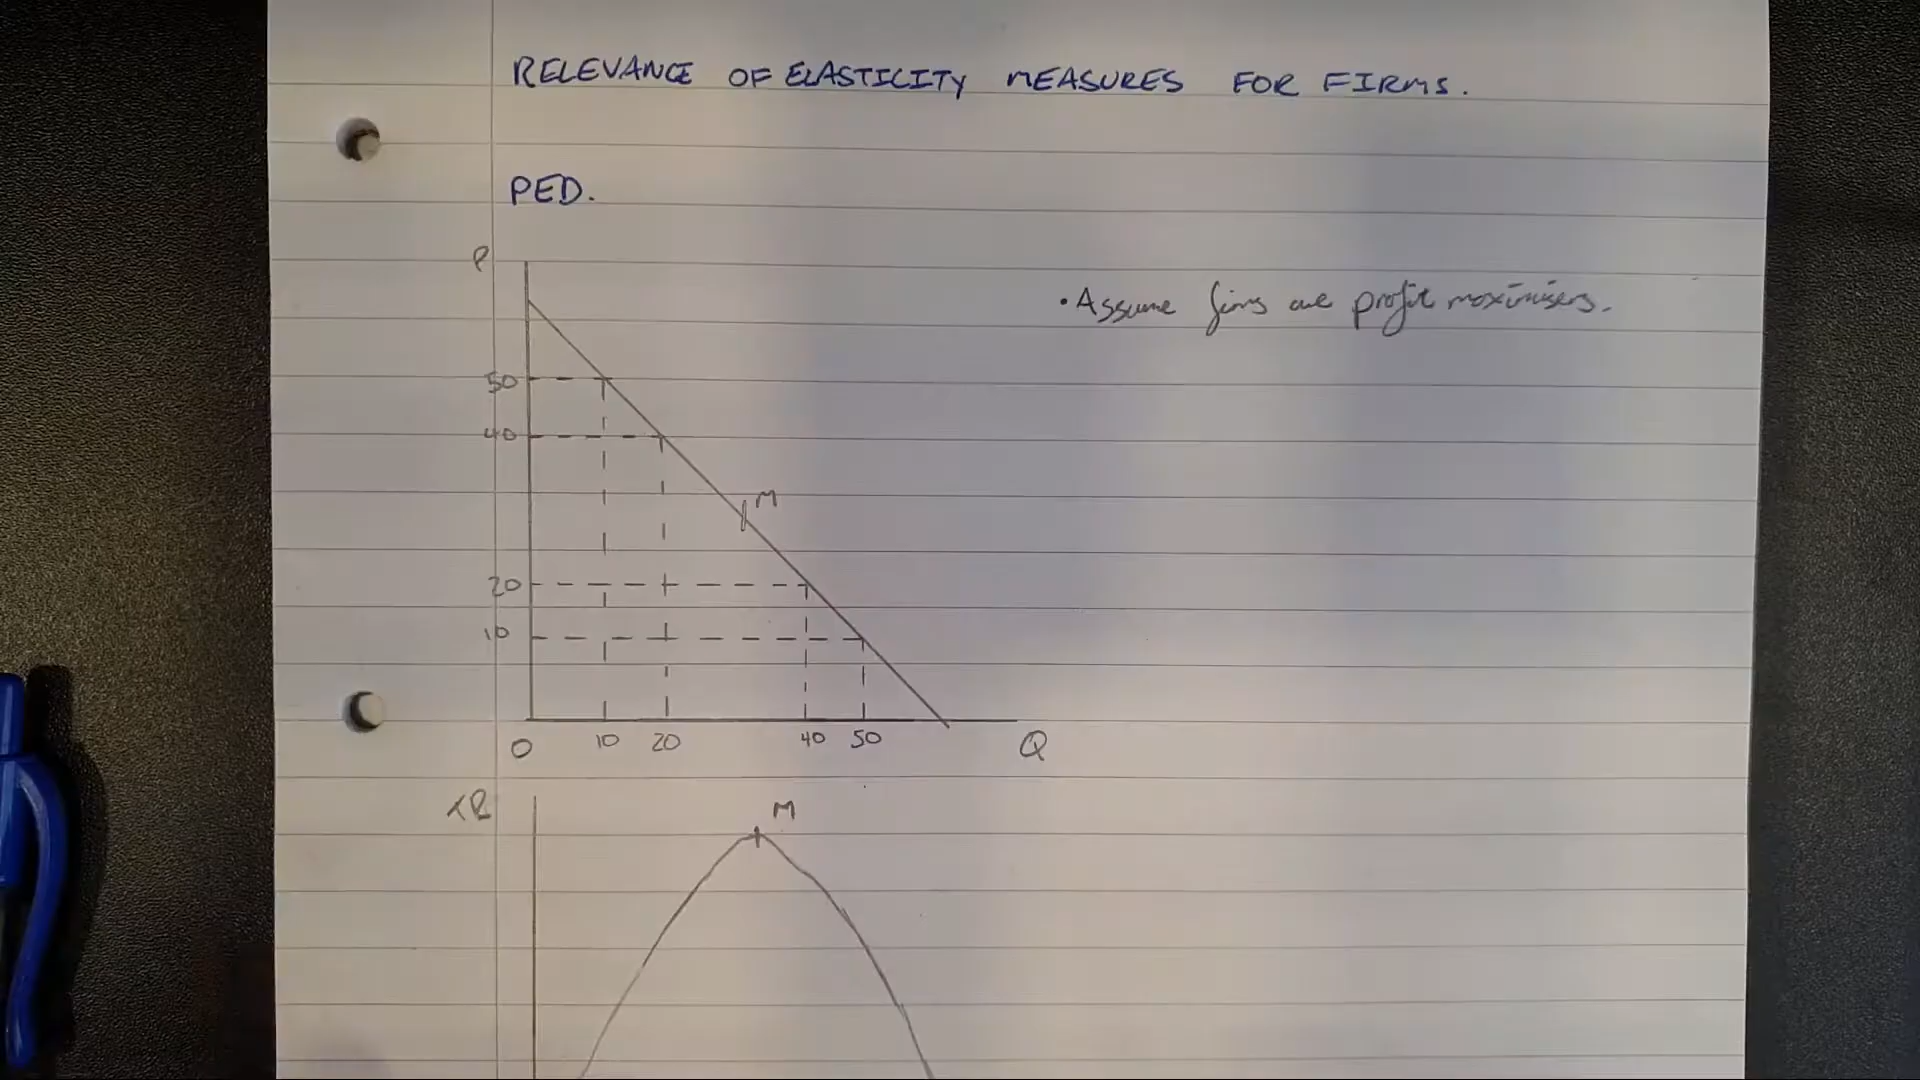 RELEVANCE OF ELASTICITY MEASURES FOR FIRMS.
PED.
P
• Assume firms are profit maximisers.
50
40
M
20
10
0 10 20 40 50 Q
TR M